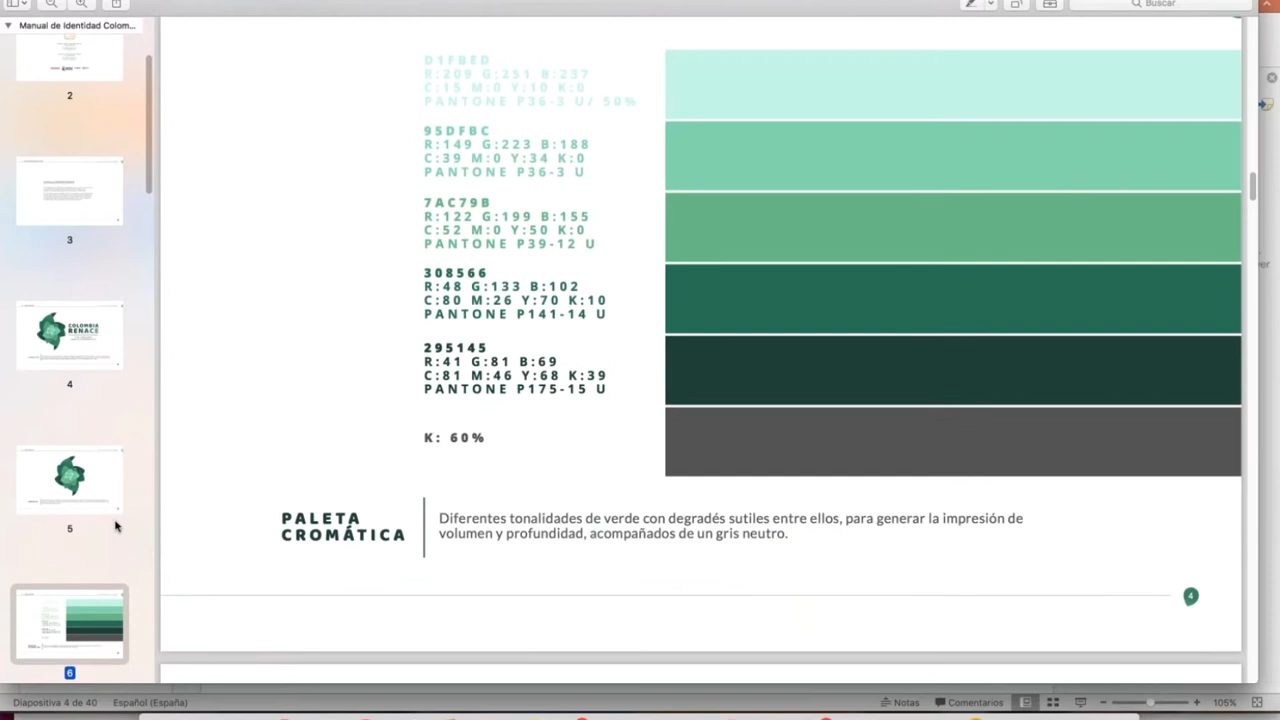 Buscar
Manual de Identidad Colom...
2
3
COLOMBIA
RENACE
4
5
6
D1FBED
R:209 G:251 B:237
C:15 M:0 Y:10 K:0
PANTONE P36-3 U/ 50%
95DFBC
R:149 G:223 B:188
C:39 M:0 Y:34 K:0
PANTONE P36-3 U
7AC79B
R:122 G:199 B:155
C:52 M:0 Y:50 K:0
PANTONE P39-12 U
308566
R:48 G:133 B:102
C:80 M:26 Y:70 K:10
PANTONE P141-14 U
295145
R:41 G:81 B:69
C:81 M:46 Y:68 K:39
PANTONE P175-15 U
K: 60%
PALETA
CROMÁTICA
Diferentes tonalidades de verde con degradés sutiles entre ellos, para generar la impresión de
volumen y profundidad, acompañados de un gris neutro.
4
ver
Diapositiva 4 de 40 Español (España) Notas Comentarios 105%